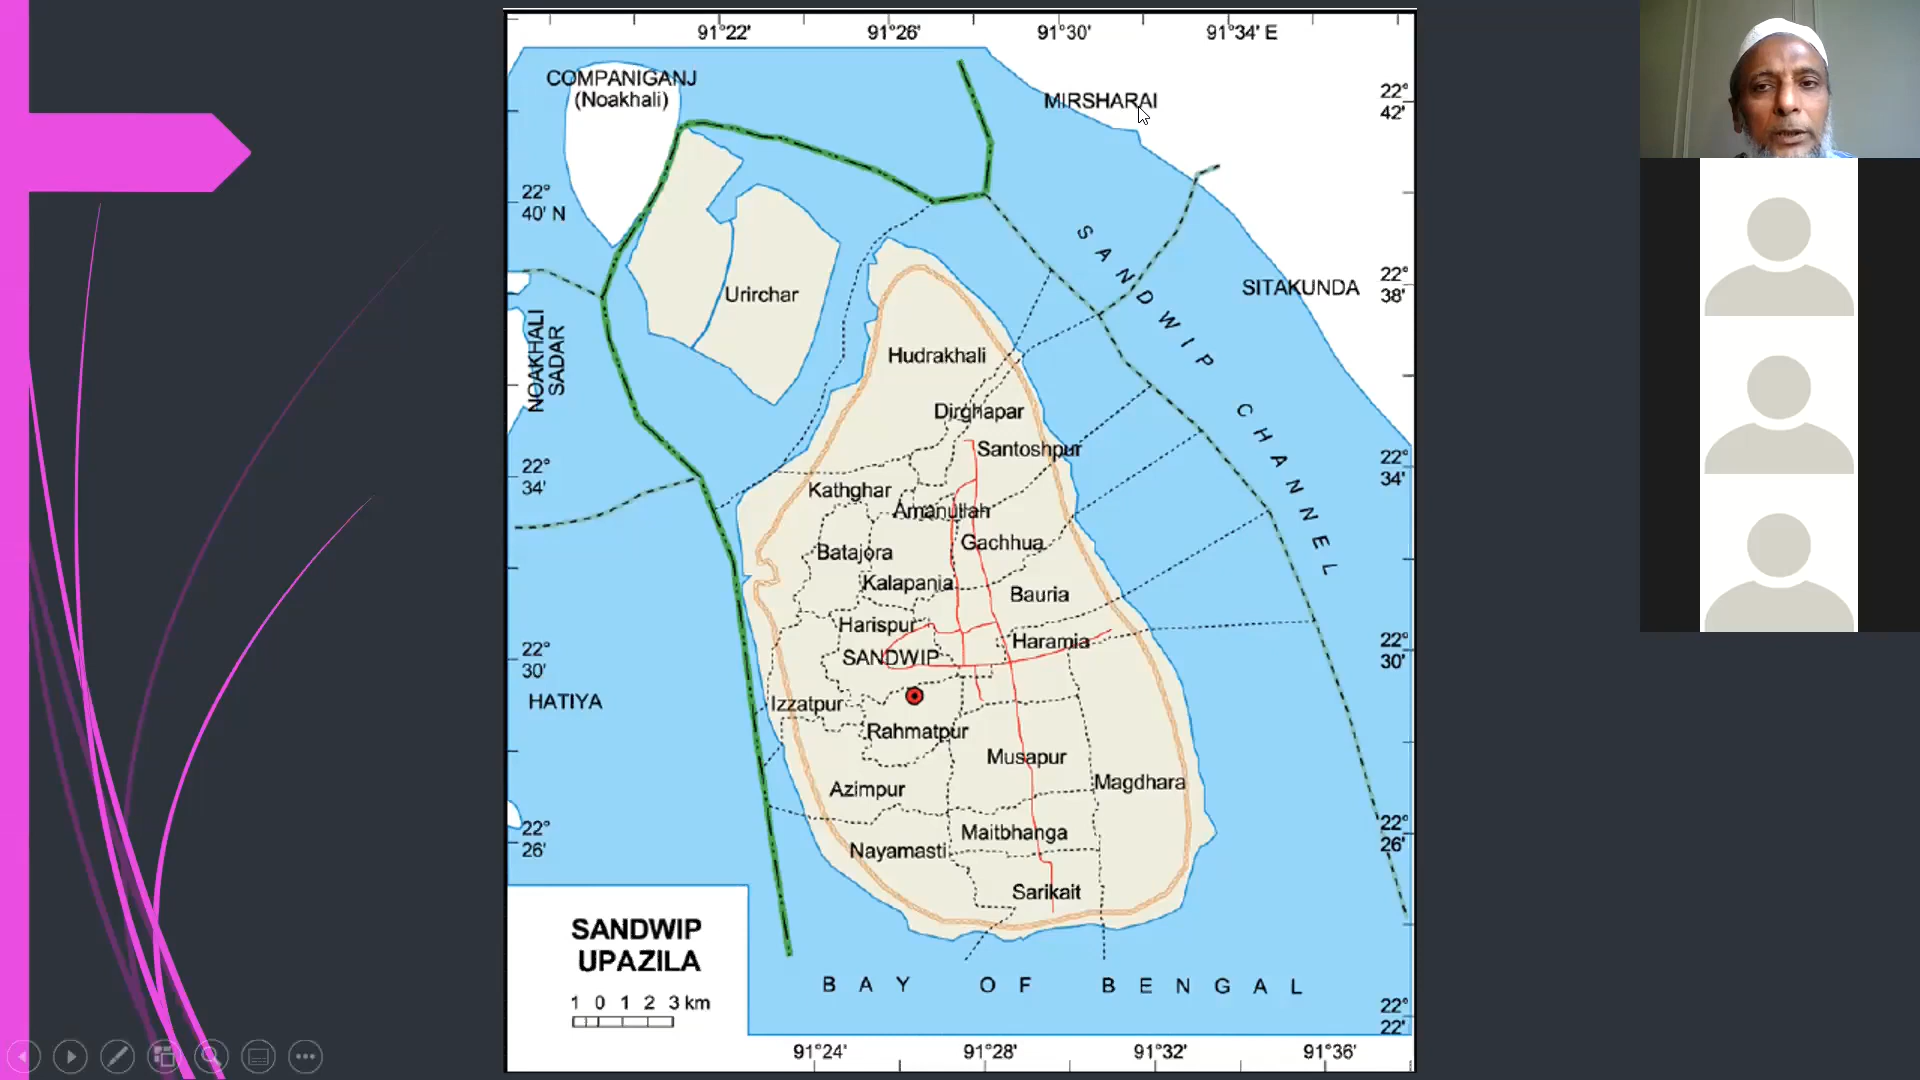 91°22' 91°26' 91°30' 91°34' E
COMPANIGANJ
(Noakhali)
MIRSHARAI
22°
42'
22°
40' N
SANDWIP CHANNEL
SITAKUNDA
22°
38'
Urirchar
NOAKHALI
SADAR
Hudrakhali
Dirghapar
Santoshpur
22°
34'
22°
34'
Kathghar
Amanullah
Gachhua
Batajora
Kalapania
Bauria
Harispur
Haramia
SANDWIP
22°
30'
22°
30'
HATIYA
Izzatpur
Rahmatpur
Musapur
Magdhara
Azimpur
22°
26'
22°
26'
Maitbhanga
Nayamasti
Sarikait
SANDWIP
UPAZILA
1 0 1 2 3 km
BAY OF BENGAL
22°
22'
91°24' 91°28' 91°32' 91°36'